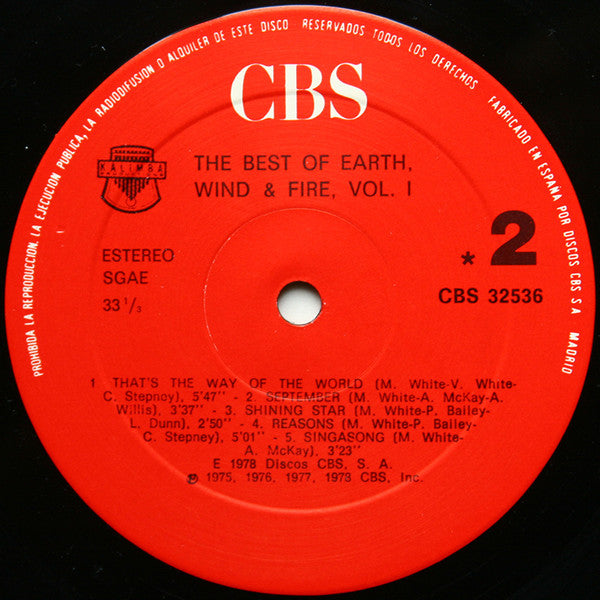 PROHIBIDA LA REPRODUCCION, LA EJECUCION PUBLICA, LA RADIODIFUSION O ALQUILER DE ESTE DISCO RESERVADOS TODOS LOS DERECHOS. FABRICADO EN ESPAÑA POR DISCOS CBS S A MADRID
CBS
KALIMBA
THE BEST OF EARTH,
WIND & FIRE, VOL. I
ESTEREO
SGAE
33 1/3
* 2
CBS 32536
1 THAT'S THE WAY OF THE WORLD (M. White-V. White-
C. Stepney), 5'47'' - 2. SEPTEMBER (M. White-A. McKay-A.
Willis), 3'37'' - 3. SHINING STAR (M. White-P. Bailey-
L. Dunn), 2'50'' - 4. REASONS (M. White-P. Bailey-
C. Stepney), 5'01'' - 5. SINGASONG (M. White-
A. McKay), 3'23''
E 1978 Discos CBS, S. A.
℗ 1975, 1976, 1977, 1978 CBS, Inc.